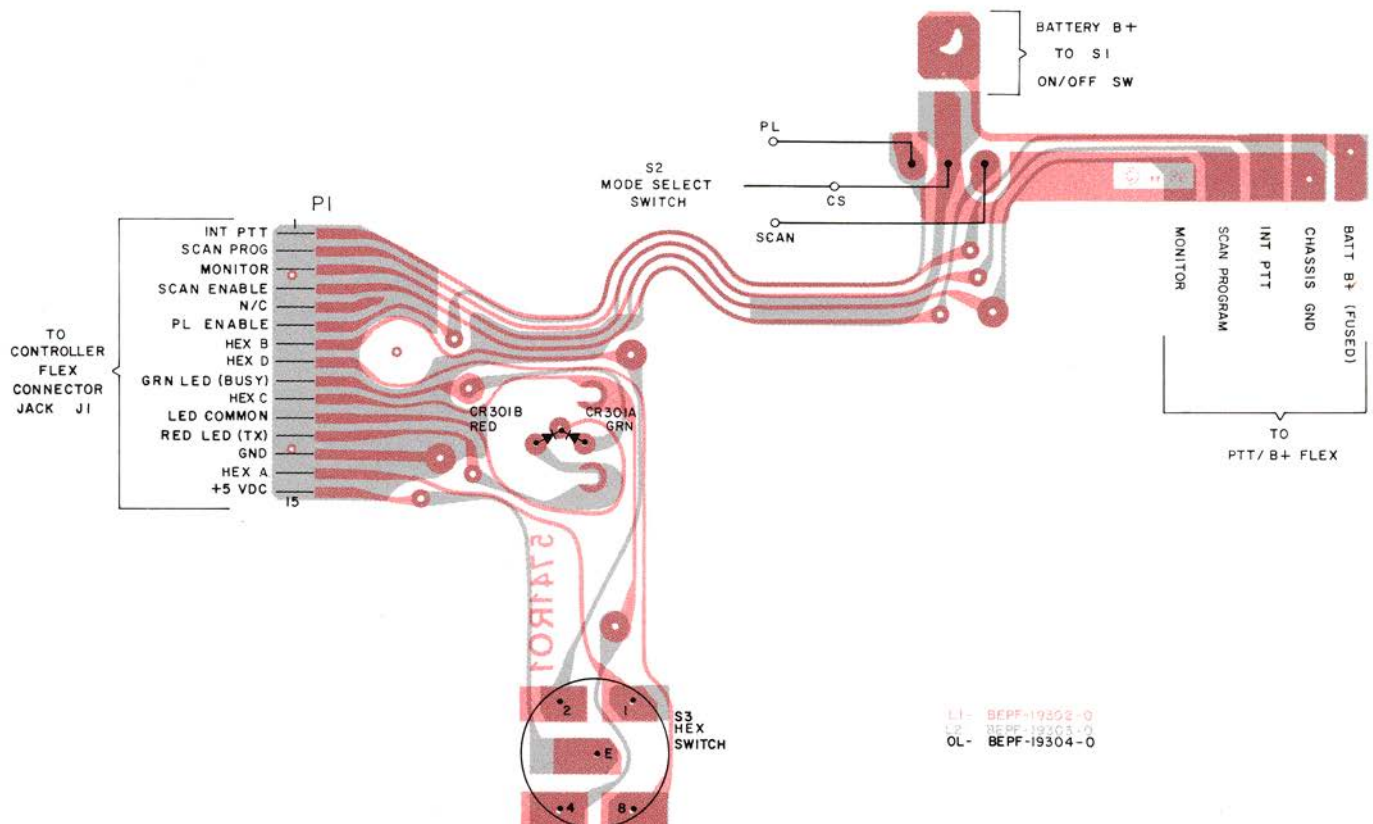 BATTERY B+
TO S1
ON/OFF SW
PL
S2
MODE SELECT
SWITCH
CS
SCAN
P1
1
INT PTT
SCAN PROG
MONITOR
SCAN ENABLE
N/C
PL ENABLE
HEX B
HEX D
GRN LED (BUSY)
HEX C
LED COMMON
RED LED (TX)
GND
HEX A
+5 VDC
15
TO
CONTROLLER
FLEX
CONNECTOR
JACK J1
CR301B
RED
CR301A
GRN
MONITOR
SCAN PROGRAM
INT PTT
CHASSIS GND
BATT B+ (FUSED)
TO
PTT/B+ FLEX
5741R01
2
1
E
4
8
S3
HEX
SWITCH
L1- BEPF-19302-0
L2- BEPF-19303-0
OL- BEPF-19304-0